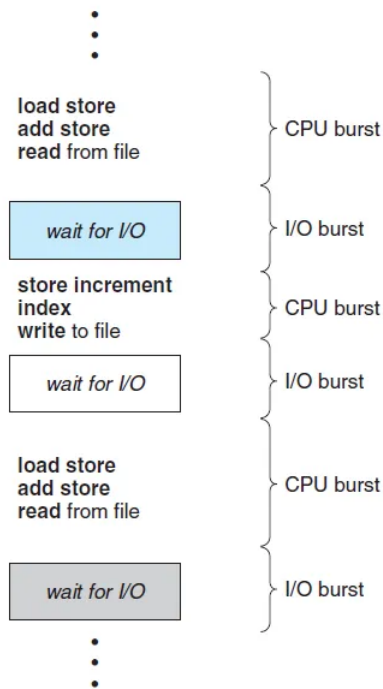 load store
add store
read from file
CPU burst
wait for I/O
I/O burst
store increment
index
write to file
CPU burst
wait for I/O
I/O burst
load store
add store
read from file
CPU burst
wait for I/O
I/O burst